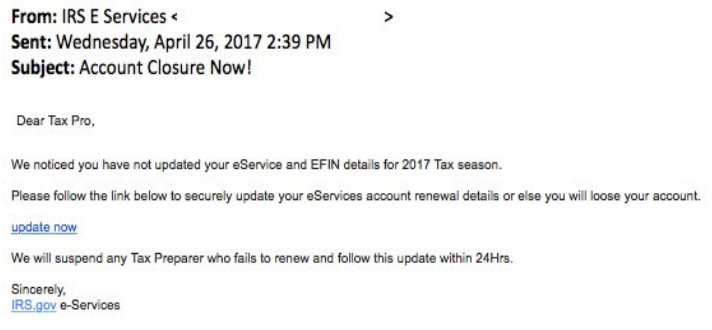 From: IRS E Services < >
Sent: Wednesday, April 26, 2017 2:39 PM
Subject: Account Closure Now!
Dear Tax Pro,
We noticed you have not updated your eService and EFIN details for 2017 Tax season.
Please follow the link below to securely update your eServices account renewal details or else you will loose your account.
update now
We will suspend any Tax Preparer who fails to renew and follow this update within 24Hrs.
Sincerely,
IRS.gov e-Services